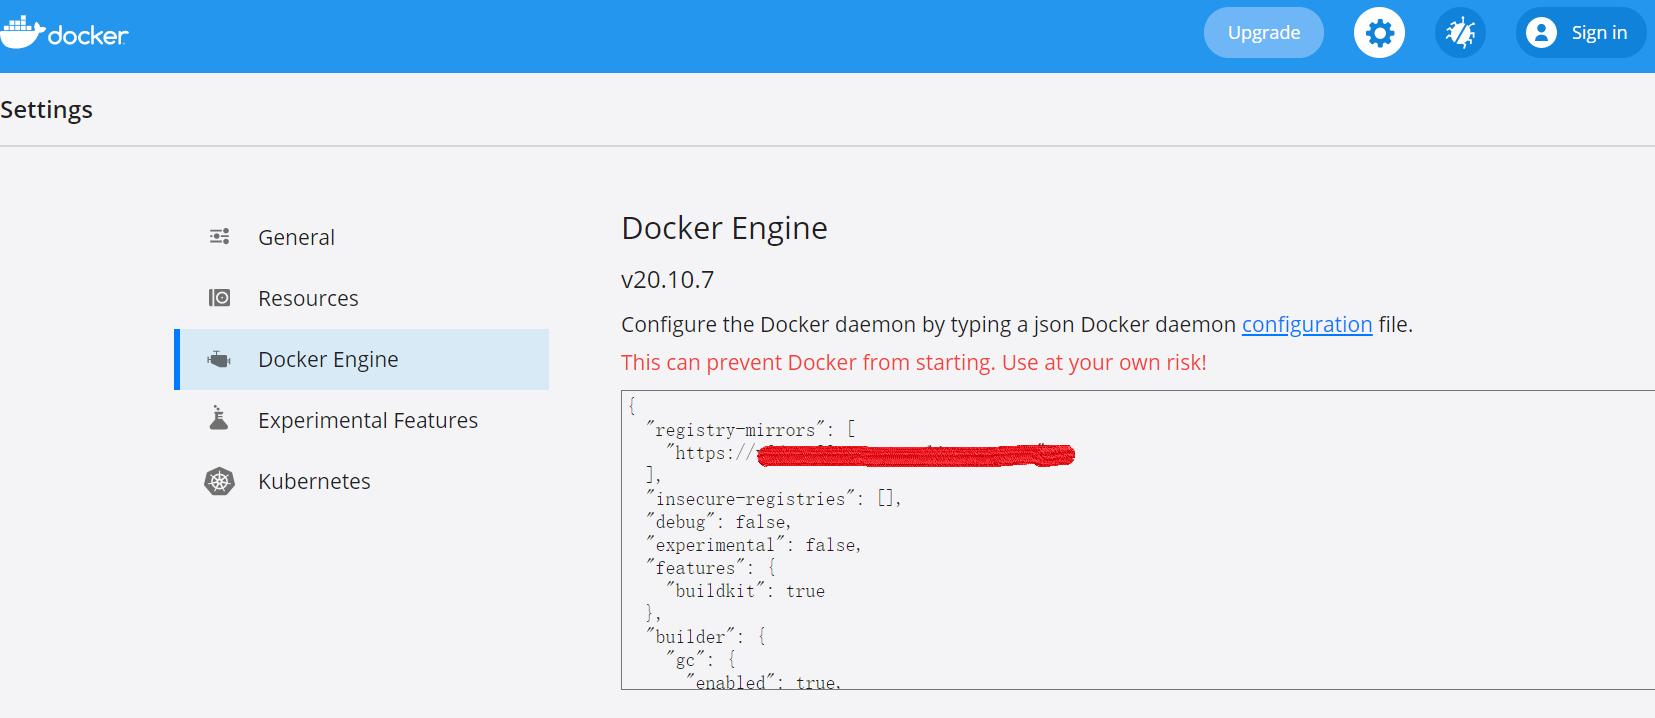 docker
Upgrade
Sign in
Settings
General
Resources
Docker Engine
Experimental Features
Kubernetes
Docker Engine
v20.10.7
Configure the Docker daemon by typing a json Docker daemon configuration file.
This can prevent Docker from starting. Use at your own risk!
{
"registry-mirrors": [
"https://
],
"insecure-registries": [],
"debug": false,
"experimental": false,
"features": {
"buildkit": true
},
"builder": {
"gc": {
"enabled": true,